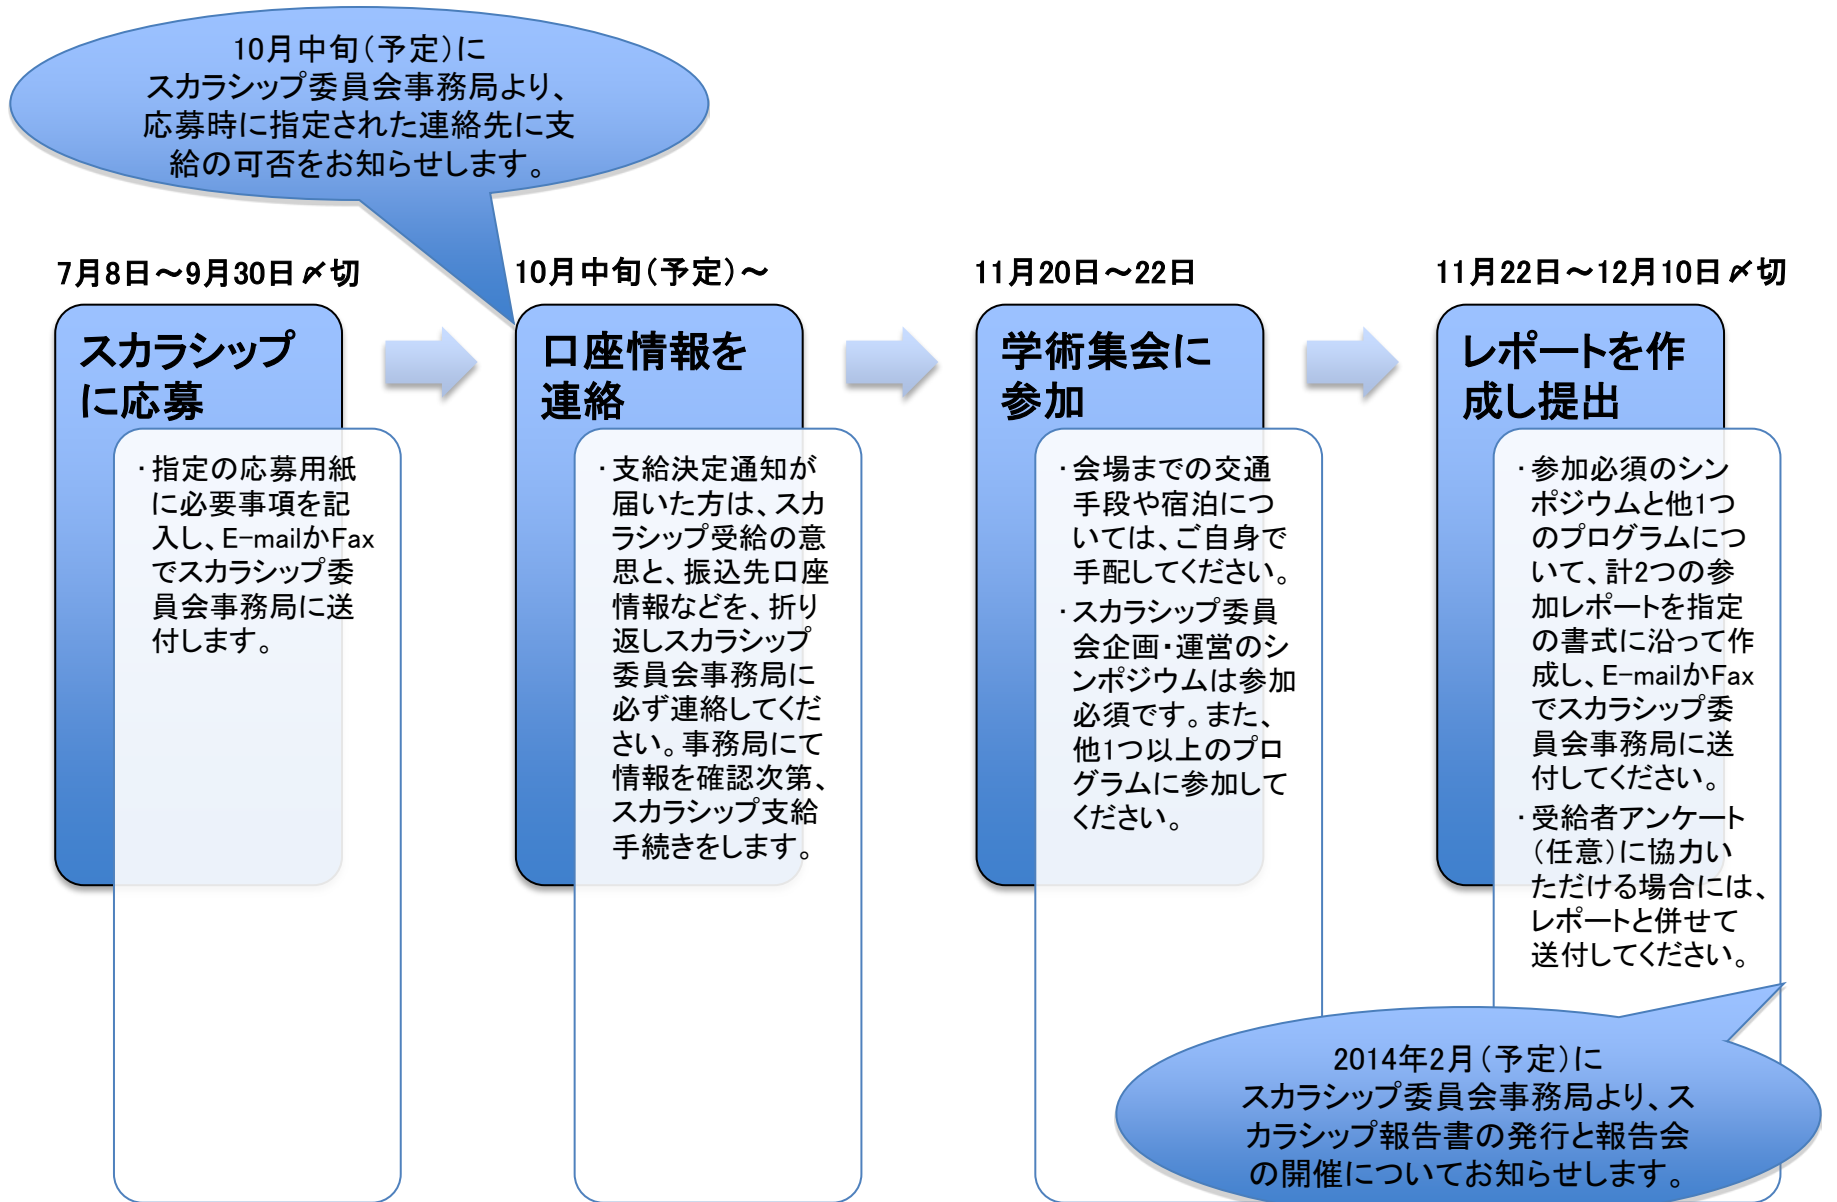 10月中旬（予定）に
スカラシップ委員会事務局より、
応募時に指定された連絡先に支
給の可否をお知らせします。
7月8日～9月30日〆切
スカラシップ
に応募
・指定の応募用紙
に必要事項を記
入し、E-mailかFax
でスカラシップ委
員会事務局に送
付します。
10月中旬（予定）～
口座情報を
連絡
・支給決定通知が
届いた方は、スカ
ラシップ受給の意
思と、振込先口座
情報などを、折り
返しスカラシップ
委員会事務局に
必ず連絡してくだ
さい。事務局にて
情報を確認次第、
スカラシップ支給
手続きをします。
11月20日～22日
学術集会に
参加
・会場までの交通
手段や宿泊につ
いては、ご自身で
手配してください。
・スカラシップ委員
会企画・運営のシ
ンポジウムは参加
必須です。また、
他1つ以上のプロ
グラムに参加して
ください。
11月22日～12月10日〆切
レポートを作
成し提出
・参加必須のシン
ポジウムと他1つ
のプログラムにつ
いて、計2つの参
加レポートを指定
の書式に沿って作
成し、E-mailかFax
でスカラシップ委
員会事務局に送
付してください。
・受給者アンケート
（任意）に協力い
ただける場合には、
レポートと併せて
送付してください。
2014年2月（予定）に
スカラシップ委員会事務局より、ス
カラシップ報告書の発行と報告会
の開催についてお知らせします。